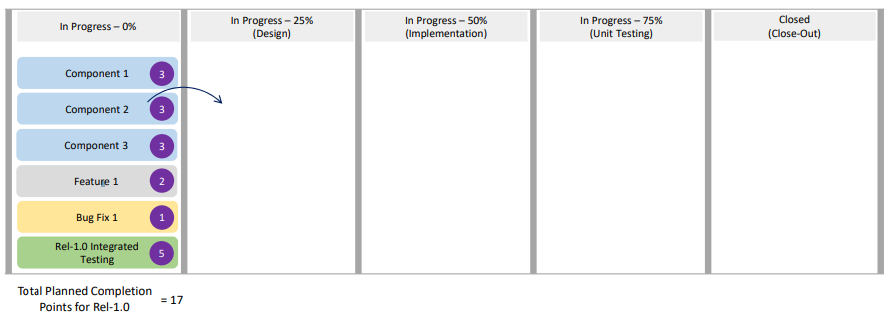 In Progress – 0%
In Progress – 25%
(Design)
In Progress – 50%
(Implementation)
In Progress – 75%
(Unit Testing)
Closed
(Close-Out)
Component 1 3
Component 2 3
Component 3 3
Feature 1 2
Bug Fix 1 1
Rel-1.0 Integrated
Testing 5
Total Planned Completion
Points for Rel-1.0 = 17